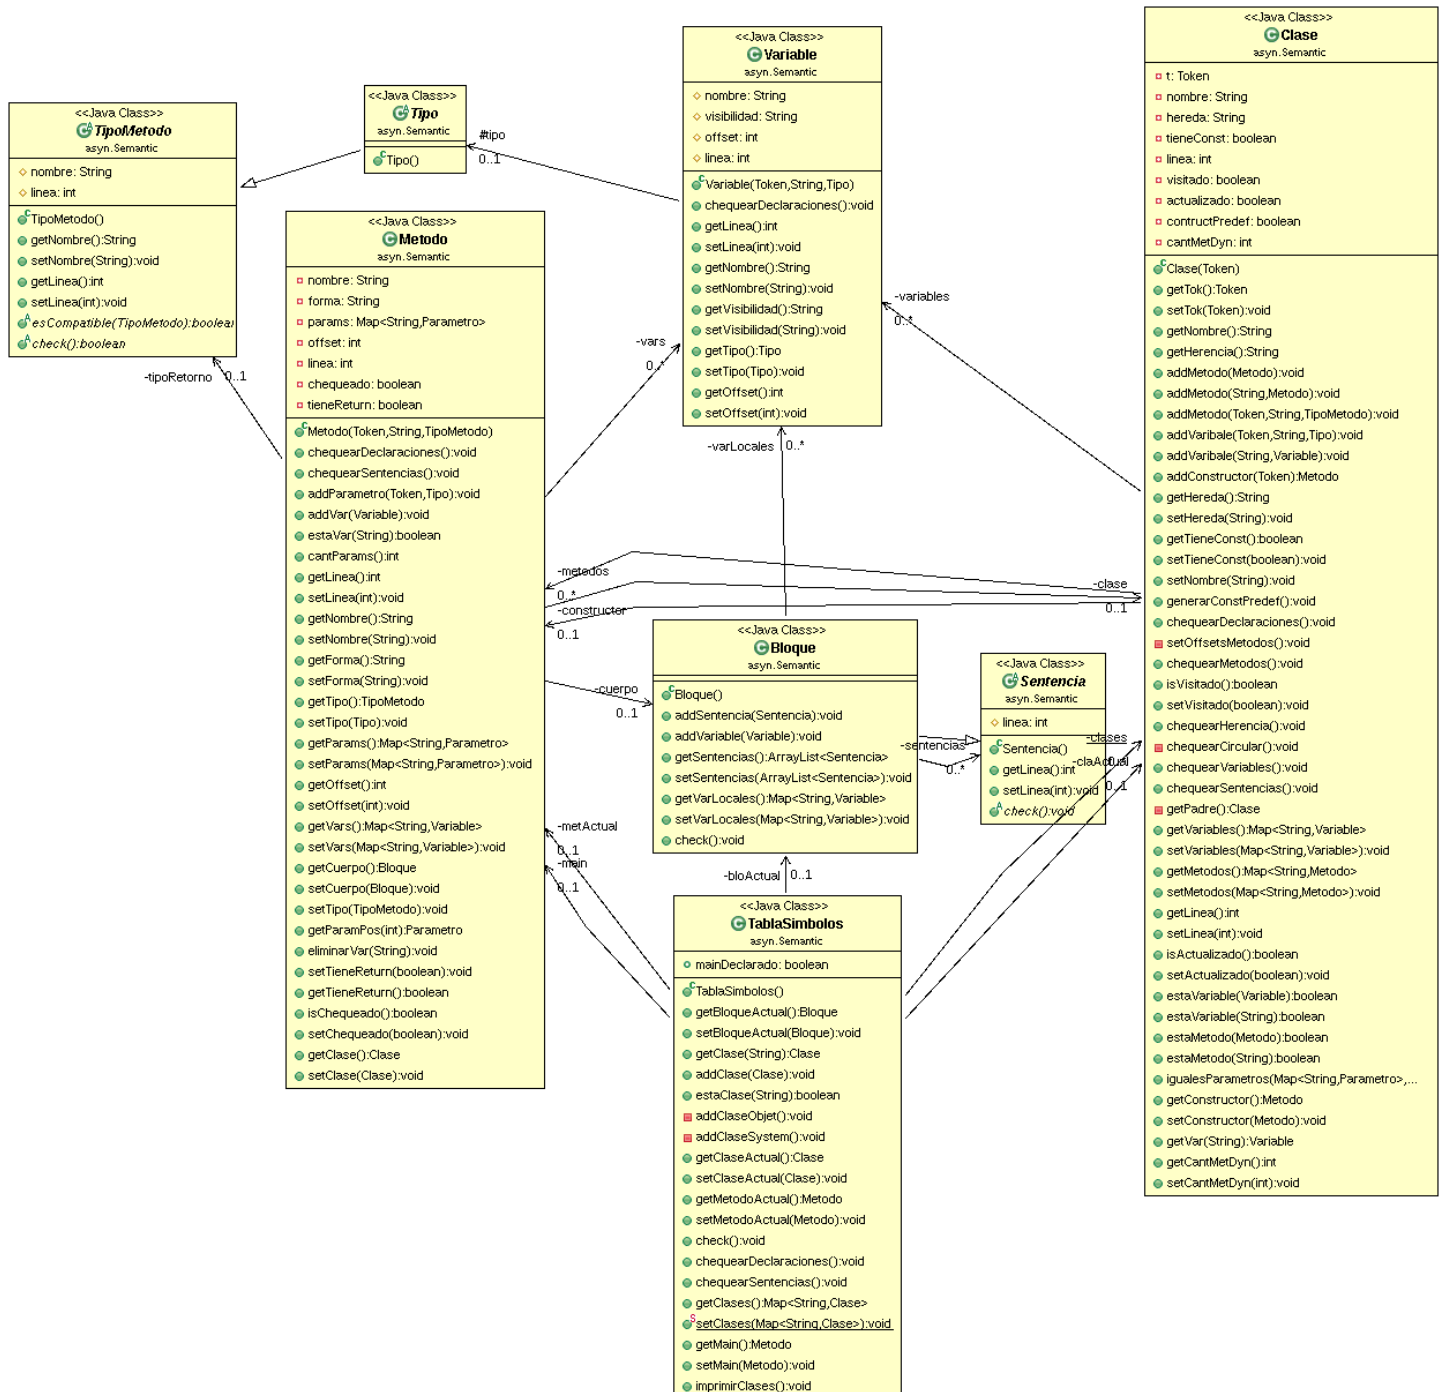 <<Java Class>>
TipoMetodo
asyn.Semantic
nombre: String
linea: int
TipoMetodo()
getNombre():String
setNombre(String):void
getLinea():int
setLinea(int):void
esCompatible(TipoMetodo):boolean
check():boolean
-tipoRetorno
0..1
<<Java Class>>
Tipo
asyn.Semantic
Tipo()
#tipo
0..1
<<Java Class>>
Metodo
asyn.Semantic
nombre: String
forma: String
params: Map<String,Parametro>
offset: int
linea: int
chequeado: boolean
tieneReturn: boolean
Metodo(Token,String,TipoMetodo)
chequearDeclaraciones():void
chequearSentencias():void
addParametro(Token,Tipo):void
addVar(Variable):void
estaVar(String):boolean
cantParams():int
getLinea():int
setLinea(int):void
getNombre():String
setNombre(String):void
getForma():String
setForma(String):void
getTipo():TipoMetodo
setTipo(Tipo):void
getParams():Map<String,Parametro>
setParams(Map<String,Parametro>):void
getOffset():int
setOffset(int):void
getVars():Map<String,Variable>
setVars(Map<String,Variable>):void
getCuerpo():Bloque
setCuerpo(Bloque):void
setTipo(TipoMetodo):void
getParamPos(int):Parametro
eliminarVar(String):void
setTieneReturn(boolean):void
getTieneReturn():boolean
isChequeado():boolean
setChequeado(boolean):void
getClase():Clase
setClase(Clase):void
<<Java Class>>
Variable
asyn.Semantic
nombre: String
visibilidad: String
offset: int
linea: int
Variable(Token,String,Tipo)
chequearDeclaraciones():void
getLinea():int
setLinea(int):void
getNombre():String
setNombre(String):void
getVisibilidad():String
setVisibilidad(String):void
getTipo():Tipo
setTipo(Tipo):void
getOffset():int
setOffset(int):void
-vars
0..*
-variables
0..*
-varLocales
0..*
-metodos
0..*
-constructor
0..1
-clase
0..1
-cuerpo
0..1
<<Java Class>>
Bloque
asyn.Semantic
Bloque()
addSentencia(Sentencia):void
addVariable(Variable):void
getSentencias():ArrayList<Sentencia>
setSentencias(ArrayList<Sentencia>):void
getVarLocales():Map<String,Variable>
setVarLocales(Map<String,Variable>):void
check():void
-sentencias
0..*
<<Java Class>>
Sentencia
asyn.Semantic
linea: int
Sentencia()
getLinea():int
setLinea(int):void
check():void
-clases
0..*
-claActual
0..1
-metActual
0..1
-main
0..1
-bloActual
0..1
<<Java Class>>
TablaSimbolos
asyn.Semantic
mainDeclarado: boolean
TablaSimbolos()
getBloqueActual():Bloque
setBloqueActual(Bloque):void
getClase(String):Clase
addClase(Clase):void
estaClase(String):boolean
addClaseObjet():void
addClaseSystem():void
getClaseActual():Clase
setClaseActual(Clase):void
getMetodoActual():Metodo
setMetodoActual(Metodo):void
check():void
chequearDeclaraciones():void
chequearSentencias():void
getClases():Map<String,Clase>
setClases(Map<String,Clase>):void
getMain():Metodo
setMain(Metodo):void
imprimirClases():void
<<Java Class>>
Clase
asyn.Semantic
t: Token
nombre: String
hereda: String
tieneConst: boolean
linea: int
visitado: boolean
actualizado: boolean
contructPredef: boolean
cantMetDyn: int
Clase(Token)
getTok():Token
setTok(Token):void
getNombre():String
getHerencia():String
addMetodo(Metodo):void
addMetodo(String,Metodo):void
addMetodo(Token,String,TipoMetodo):void
addVaribale(Token,String,Tipo):void
addVaribale(String,Variable):void
addConstructor(Token):Metodo
getHereda():String
setHereda(String):void
getTieneConst():boolean
setTieneConst(boolean):void
setNombre(String):void
generarConstPredef():void
chequearDeclaraciones():void
setOffsetsMetodos():void
chequearMetodos():void
isVisitado():boolean
setVisitado(boolean):void
chequearHerencia():void
chequearCircular():void
chequearVariables():void
chequearSentencias():void
getPadre():Clase
getVariables():Map<String,Variable>
setVariables(Map<String,Variable>):void
getMetodos():Map<String,Metodo>
setMetodos(Map<String,Metodo>):void
getLinea():int
setLinea(int):void
isActualizado():boolean
setActualizado(boolean):void
estaVariable(Variable):boolean
estaVariable(String):boolean
estaMetodo(Metodo):boolean
estaMetodo(String):boolean
igualesParametros(Map<String,Parametro>,...
getConstructor():Metodo
setConstructor(Metodo):void
getVar(String):Variable
getCantMetDyn():int
setCantMetDyn(int):void